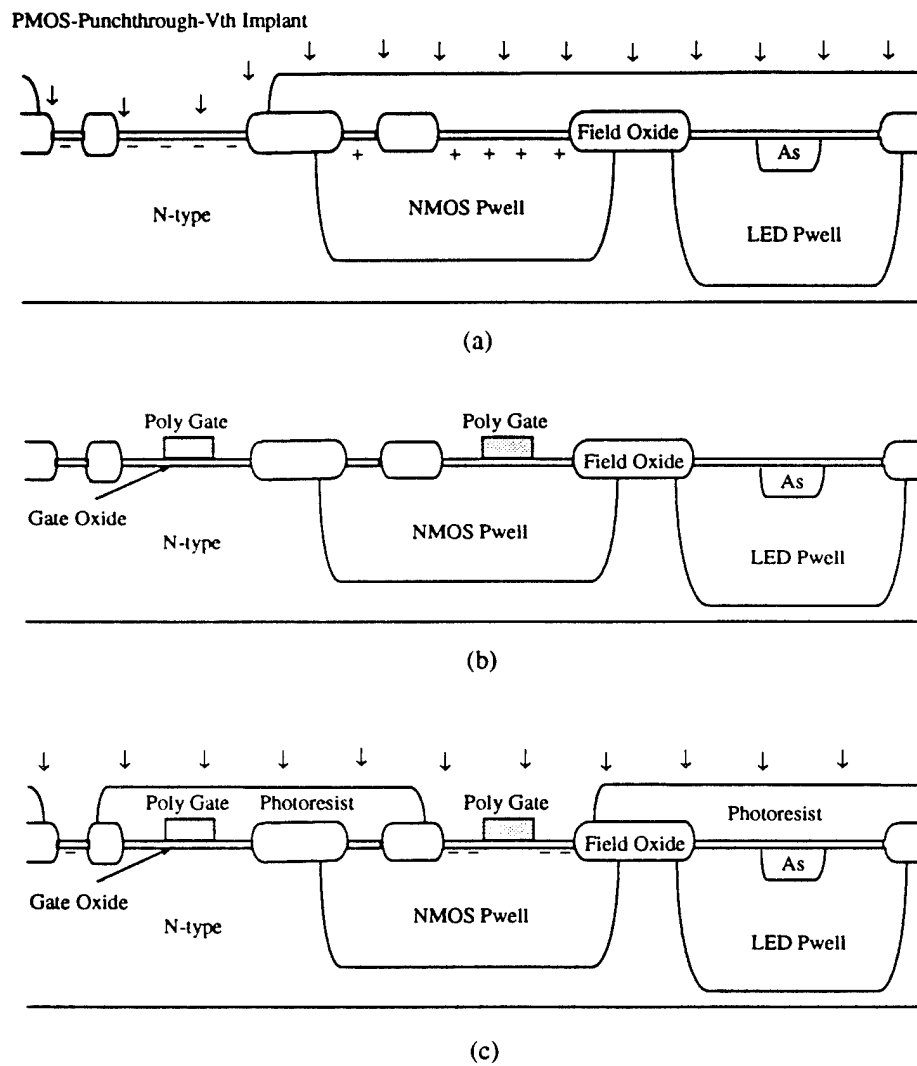 PMOS-Punchthrough-Vth Implant
Field Oxide
- - - - -
+ + + + +
As
N-type
NMOS Pwell
LED Pwell
(a)
Poly Gate
Poly Gate
Field Oxide
As
Gate Oxide
N-type
NMOS Pwell
LED Pwell
(b)
Poly Gate
Photoresist
Poly Gate
Photoresist
Field Oxide
- - - - -
As
Gate Oxide
N-type
NMOS Pwell
LED Pwell
(c)